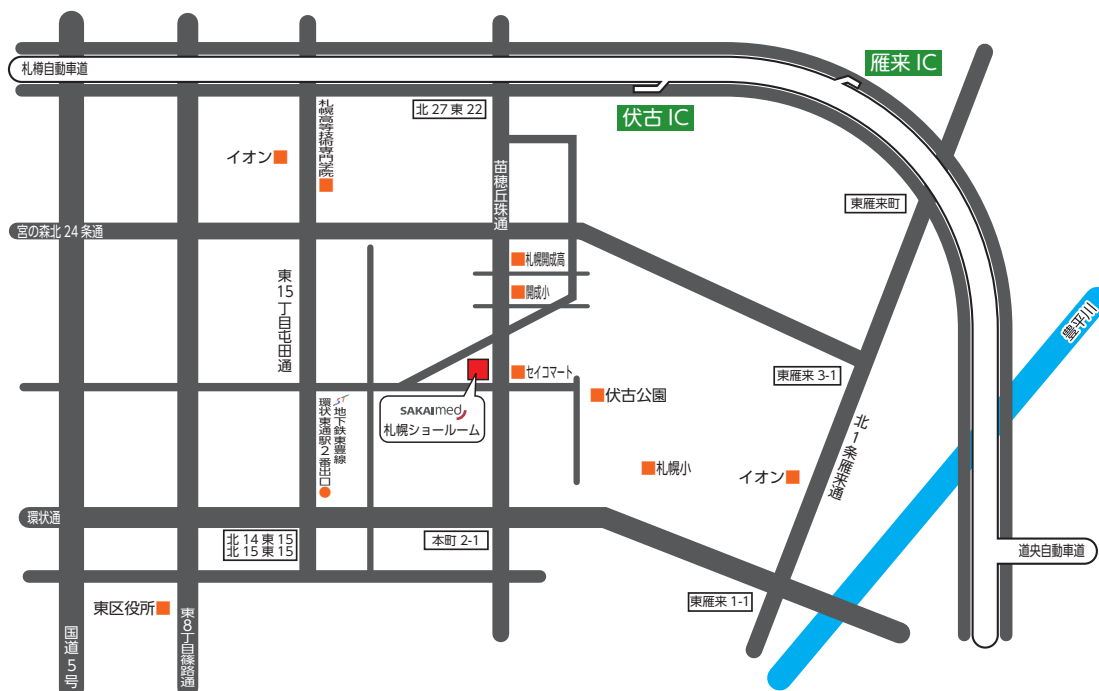 札樽自動車道
雁来 IC
伏古 IC
北 27 東 22
札幌高等技術専門学院
イオン
苗穂丘珠通
東雁来町
宮の森北 24 条通
札幌開成高
開成小
東15丁目屯田通
豊平川
セイコマート
東雁来 3-1
伏古公園
SAKAImed
札幌ショールーム
地下鉄東豊線
環状東通駅2番出口
北1条雁来通
札幌小
イオン
環状通
北 14 東 15
北 15 東 15
本町 2-1
道央自動車道
東雁来 1-1
東区役所
東8丁目篠路通
国道5号